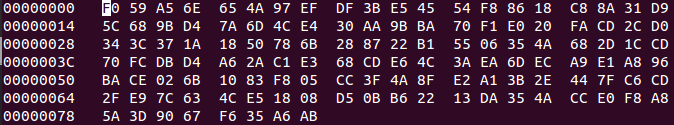 00000000 F0 59 A5 6E 65 4A 97 EF DF 3B E5 45 54 F8 86 18 C8 8A 31 D9
00000014 5C 68 9B D4 7A 6D 4C E4 30 AA 9B BA 70 F1 E0 20 FA CD 2C D0
00000028 34 3C 37 1A 18 50 78 6B 28 87 22 B1 55 06 35 4A 68 2D 1C CD
0000003C 70 FC DB D4 A6 2A C1 E3 68 CD E6 4C 3A EA 6D EC A9 E1 A8 96
00000050 BA CE 02 6B 10 83 F8 05 CC 3F 4A 8F E2 A1 3B 2E 44 7F C6 CD
00000064 2F E9 7C 63 4C E5 18 08 D5 0B B6 22 13 DA 35 4A CC E0 F8 A8
00000078 5A 3D 90 67 F6 35 A6 AB